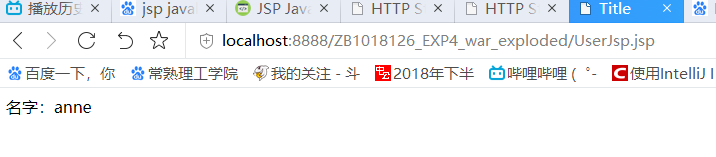 播放历史 jsp java JSP Java HTTP S HTTP S Title
localhost:8888/ZB1018126_EXP4_war_exploded/UserJsp.jsp
百度一下，你 常熟理工学院 我的关注 - 斗 2018年下半 哔哩哔哩 ( ゜- 使用IntelliJ I
名字：anne